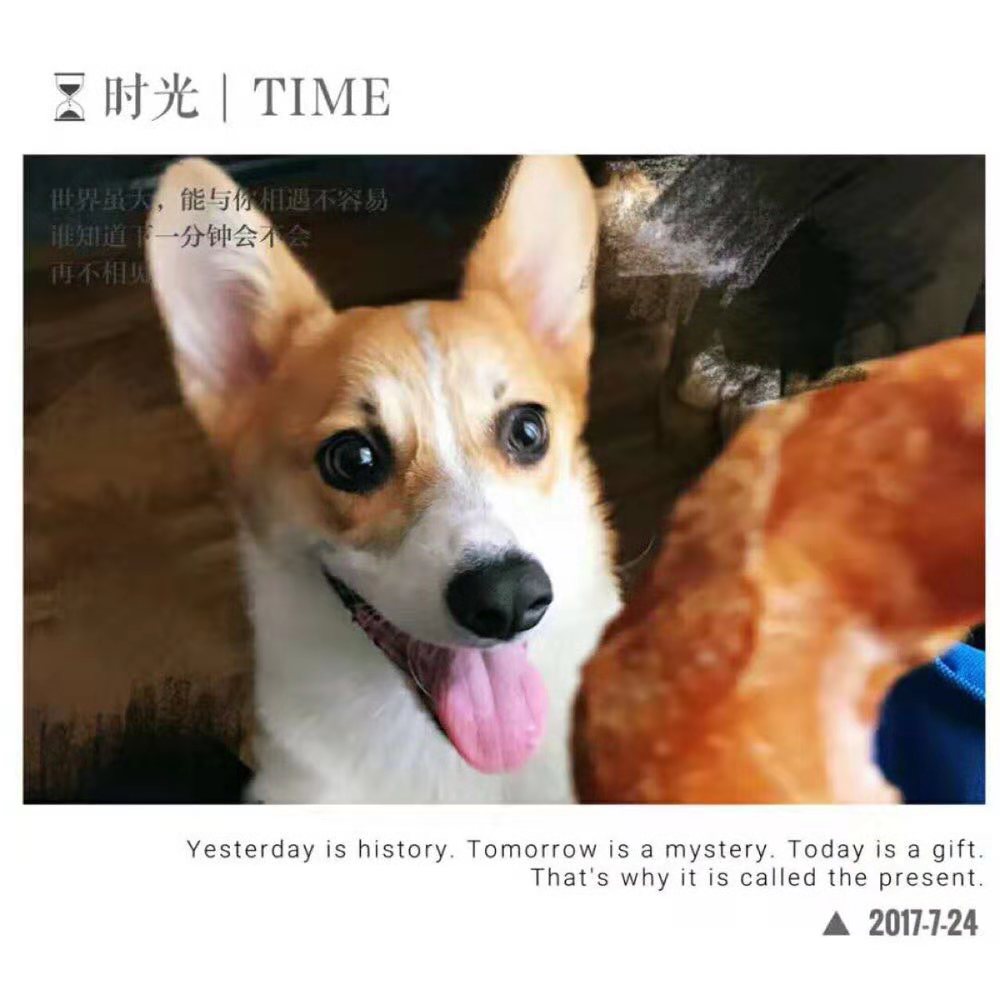 时光 | TIME
世界虽大，能与你相遇不容易
谁知道下一分钟会不会
再不相见
Yesterday is history. Tomorrow is a mystery. Today is a gift.
That's why it is called the present.
▲ 2017-7-24